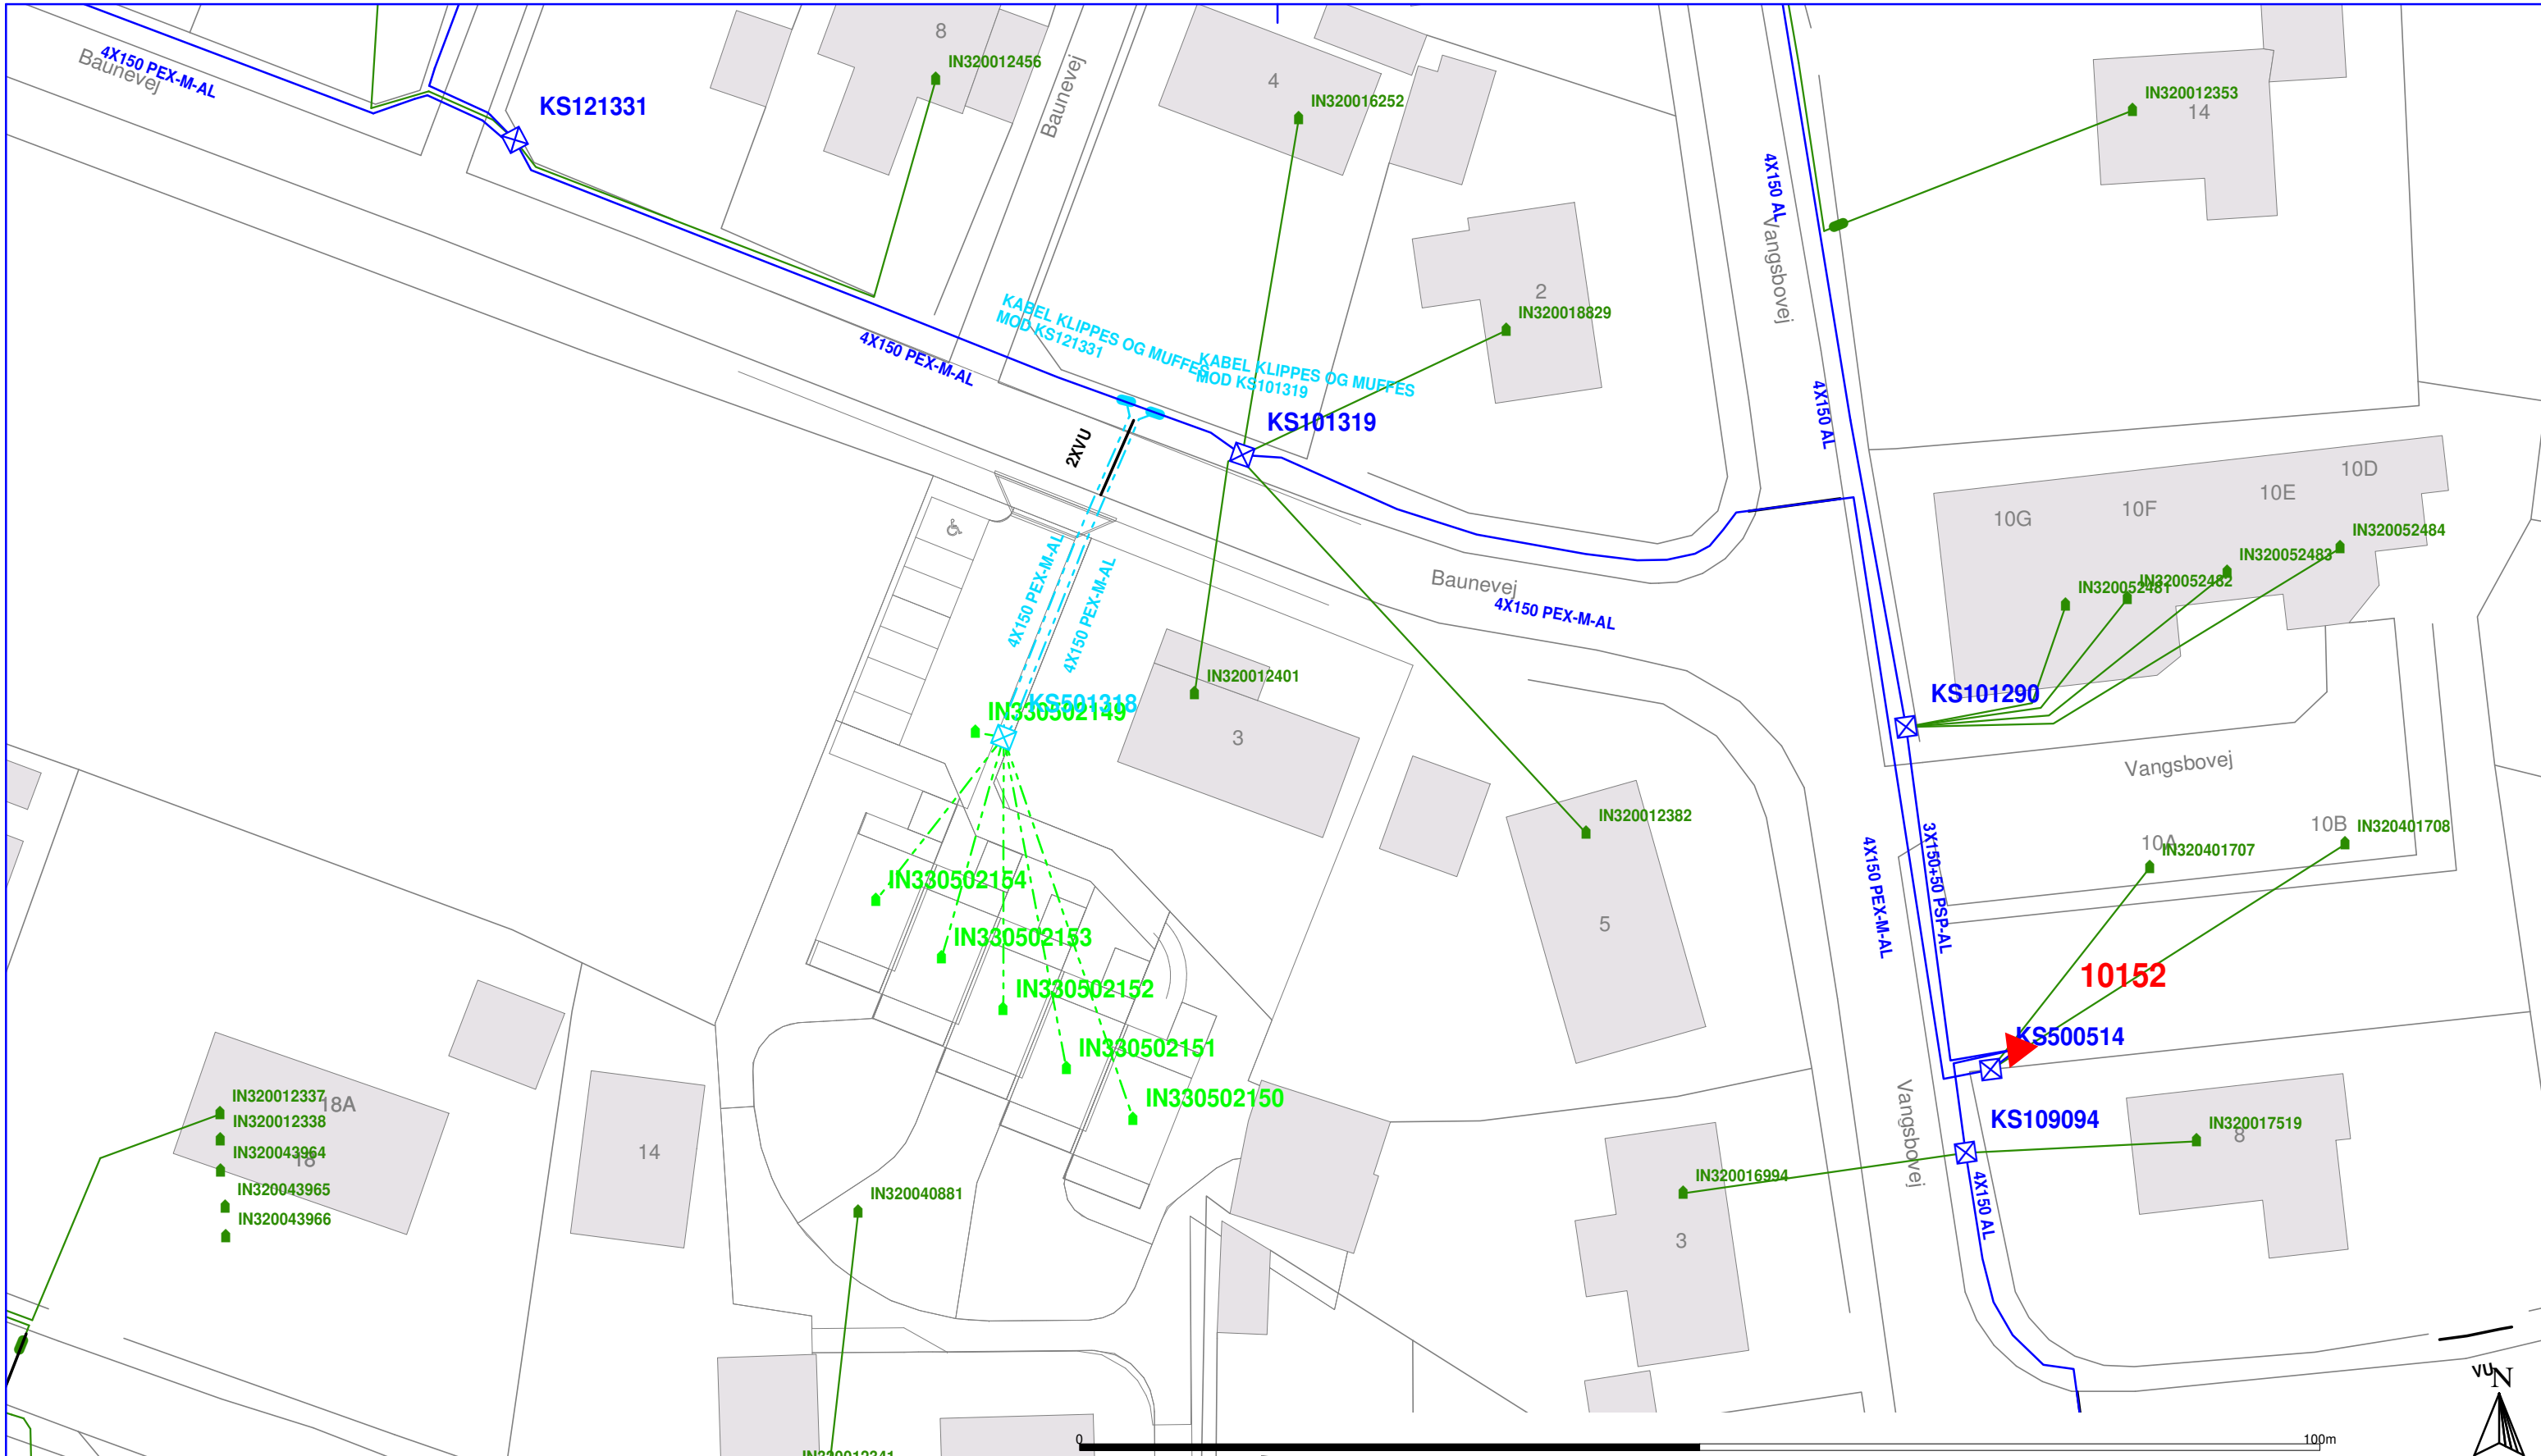 Baunevej
4X150 PEX-M-AL
KS121331
8
IN320012456
Baunevej
4
IN320016252
IN320012353
14
4X150 AL
Vangsbovej
2
IN320018829
KABEL KLIPPES OG MUFFES
MOD KS121331
KABEL KLIPPES OG MUFFES
MOD KS101319
4X150 PEX-M-AL
KS101319
2XVU
4X150 AL
10D
10E
10F
10G
IN320052484
IN320052483
IN320052482
IN320052481
Baunevej
4X150 PEX-M-AL
4X150 PEX-M-AL
4X150 PEX-M-AL
IN320012401
KS501318
IN330502149
3
KS101290
Vangsbovej
IN320012382
10B
IN320401708
10A
IN320401707
4X150 PEX-M-AL
3X150+50 PSP-AL
IN330502154
5
IN330502153
10152
IN330502152
KS500514
IN330502151
IN330502150
IN320012337
18A
IN320012338
IN320043964
18
IN320043965
IN320043966
14
Vangsbovej
KS109094
IN320017519
8
IN320016994
3
IN320040881
4X150 AL
VU
N
0
100m
IN320012341